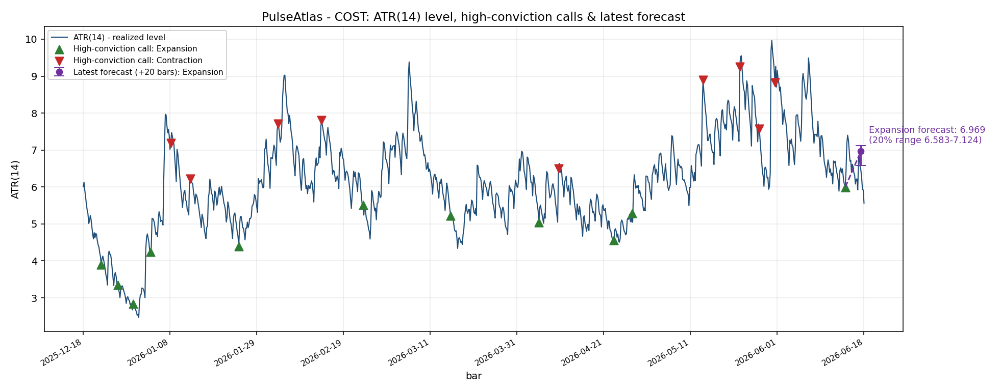 PulseAtlas - COST: ATR(14) level, high-conviction calls & latest forecast
ATR(14) - realized level
High-conviction call: Expansion
High-conviction call: Contraction
Latest forecast (+20 bars): Expansion
10
9
8
7
6
5
4
3
ATR(14)
Expansion forecast: 6.969
(20% range 6.583-7.124)
2025-12-18
2026-01-08
2026-01-29
2026-02-19
2026-03-11
2026-03-31
2026-04-21
2026-05-11
2026-06-01
2026-06-18
bar